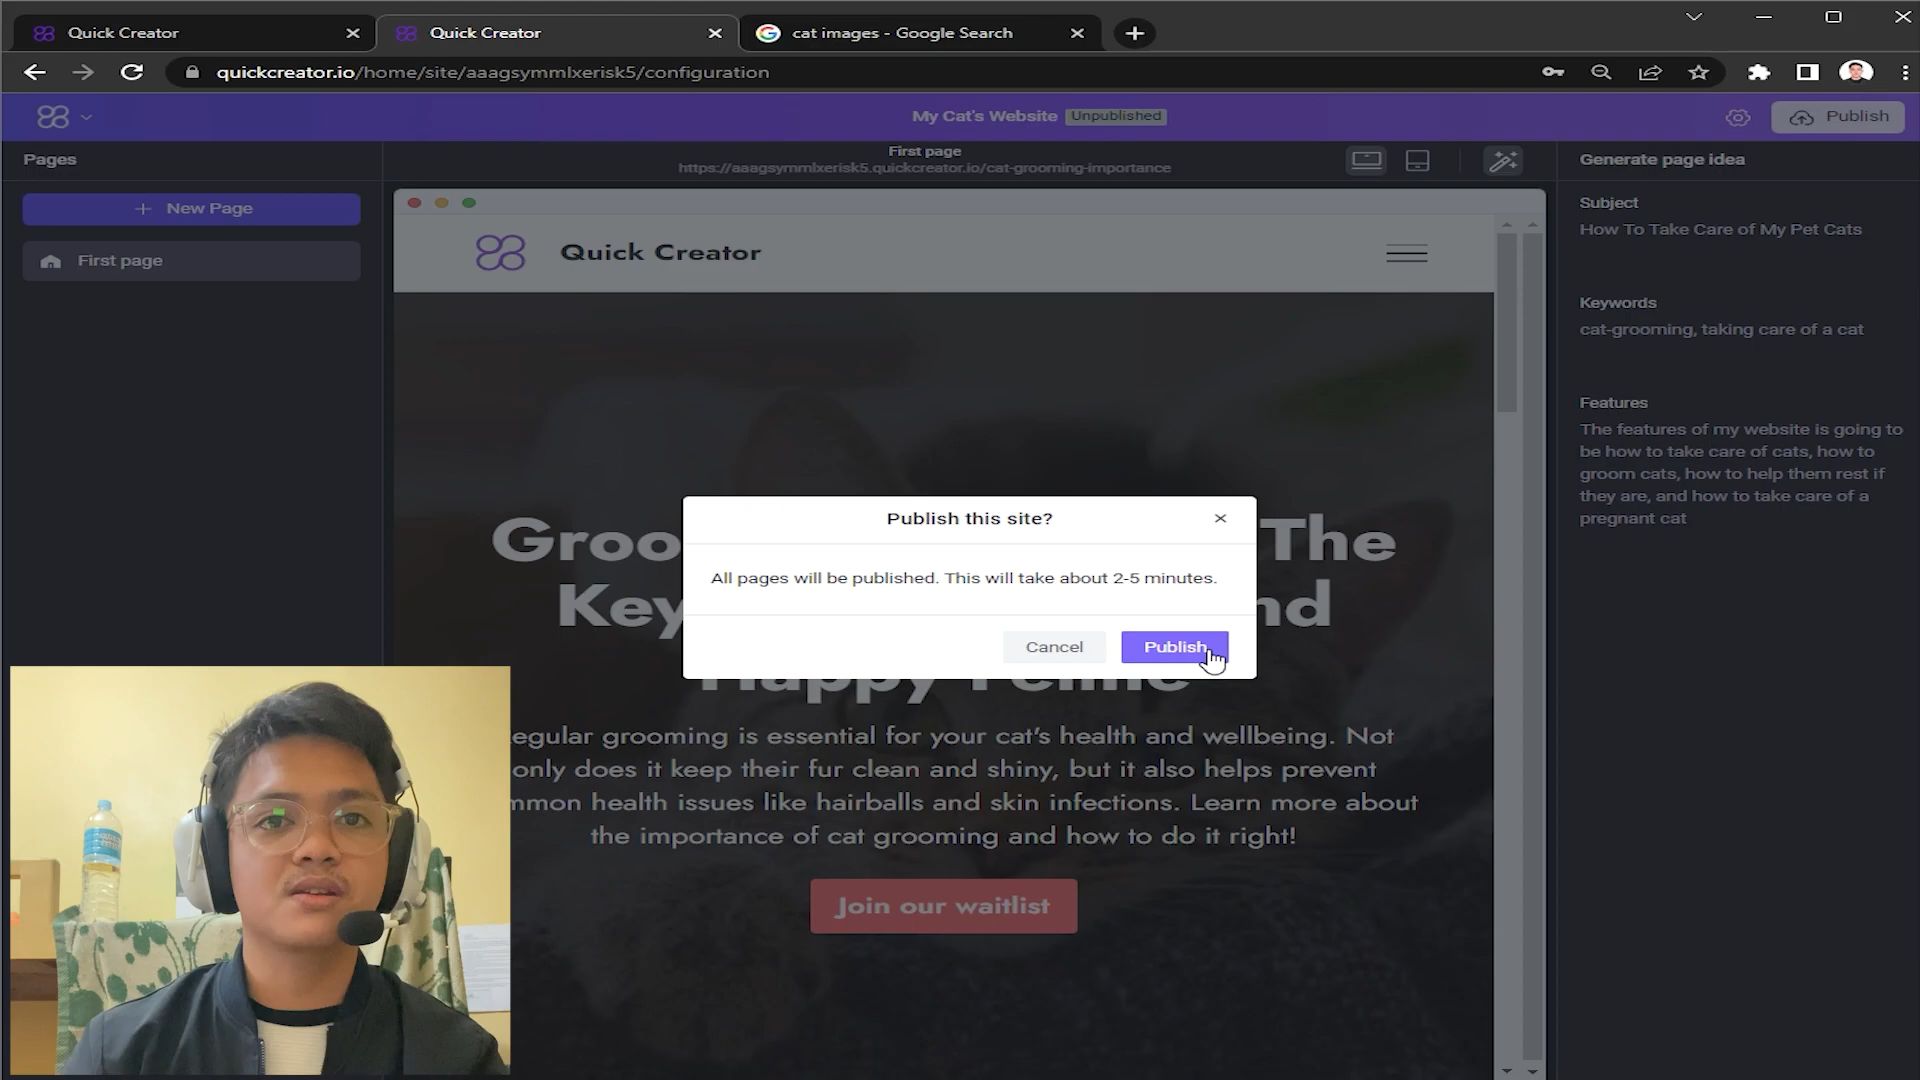 Quick Creator
Quick Creator
cat images - Google Search
quickcreator.io/home/site/aaagsymmlxerisk5/configuration
My Cat's Website Unpublished
Publish
Pages
First page
https://aaagsymmlxerisk5.quickcreator.io/cat-grooming-importance
Generate page idea
New Page
First page
Quick Creator
Subject
How To Take Care of My Pet Cats
Keywords
cat-grooming, taking care of a cat
Features
The features of my website is going to
be how to take care of cats, how to
groom cats, how to help them rest if
they are, and how to take care of a
pregnant cat
Publish this site?
All pages will be published. This will take about 2-5 minutes.
Cancel
Publish
The
Happy Feline
egular grooming is essential for your cat's health and wellbeing. Not
only does it keep their fur clean and shiny, but it also helps prevent
mmon health issues like hairballs and skin infections. Learn more about
the importance of cat grooming and how to do it right!
Join our waitlist